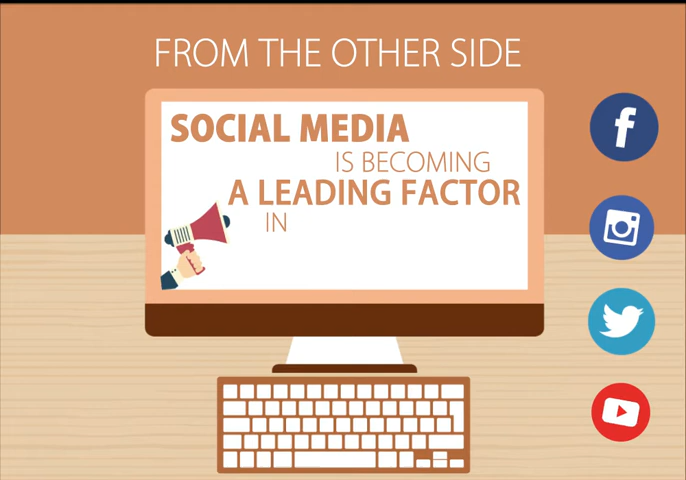 FROM THE OTHER SIDE
SOCIAL MEDIA
IS BECOMING
A LEADING FACTOR
IN